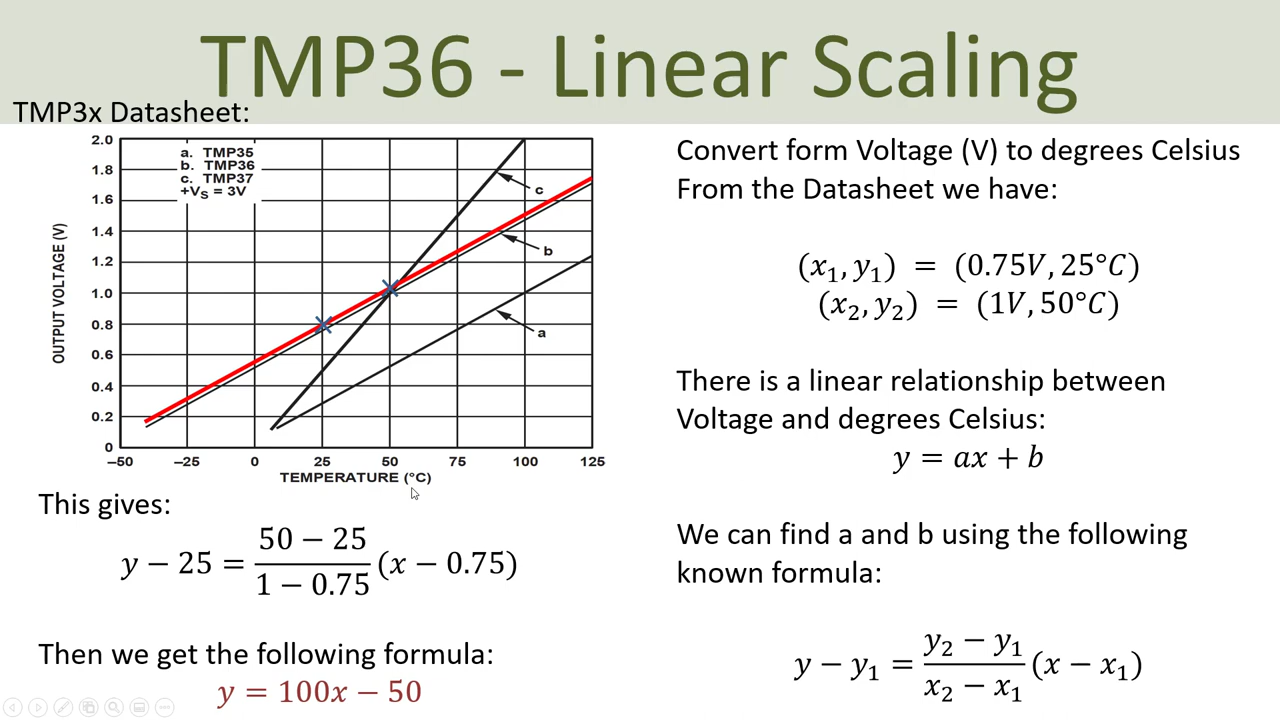 TMP36 - Linear Scaling
TMP3x Datasheet:
2.0
1.8
1.6
1.4
1.2
1.0
0.8
0.6
0.4
0.2
0
OUTPUT VOLTAGE (V)
a. TMP35
b. TMP36
c. TMP37
+VS = 3V
c
b
a
–50 –25 0 25 50 75 100 125
TEMPERATURE (°C)
This gives:
y − 25 = \frac{50 − 25}{1 − 0.75} (x − 0.75)
Then we get the following formula:
y = 100x − 50
Convert form Voltage (V) to degrees Celsius
From the Datasheet we have:
(x₁, y₁) = (0.75V, 25°C)
(x₂, y₂) = (1V, 50°C)
There is a linear relationship between
Voltage and degrees Celsius:
y = ax + b
We can find a and b using the following
known formula:
y − y₁ = \frac{y₂ − y₁}{x₂ − x₁} (x − x₁)